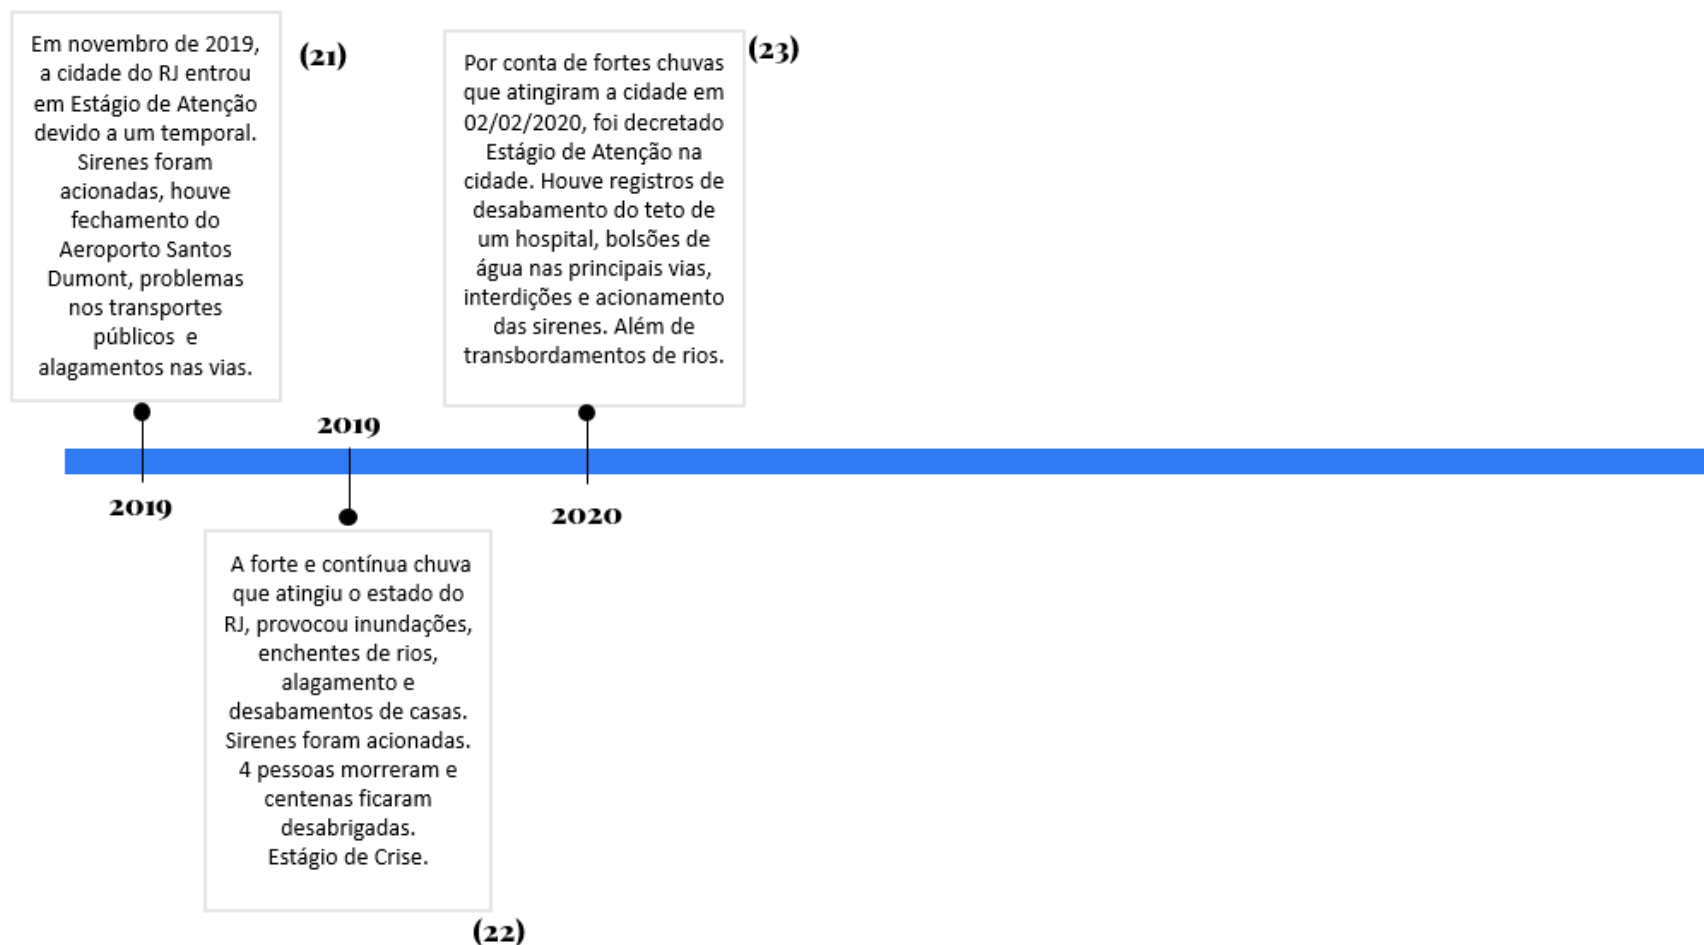 Em novembro de 2019,
a cidade do RJ entrou
em Estágio de Atenção
devido a um temporal.
Sirenes foram
acionadas, houve
fechamento do
Aeroporto Santos
Dumont, problemas
nos transportes
públicos e
alagamentos nas vias.
(21)
2019
2019
A forte e contínua chuva
que atingiu o estado do
RJ, provocou inundações,
enchentes de rios,
alagamento e
desabamentos de casas.
Sirenes foram acionadas.
4 pessoas morreram e
centenas ficaram
desabrigadas.
Estágio de Crise.
(22)
Por conta de fortes chuvas
que atingiram a cidade em
02/02/2020, foi decretado
Estágio de Atenção na
cidade. Houve registros de
desabamento do teto de
um hospital, bolsões de
água nas principais vias,
interdições e acionamento
das sirenes. Além de
transbordamentos de rios.
(23)
2020